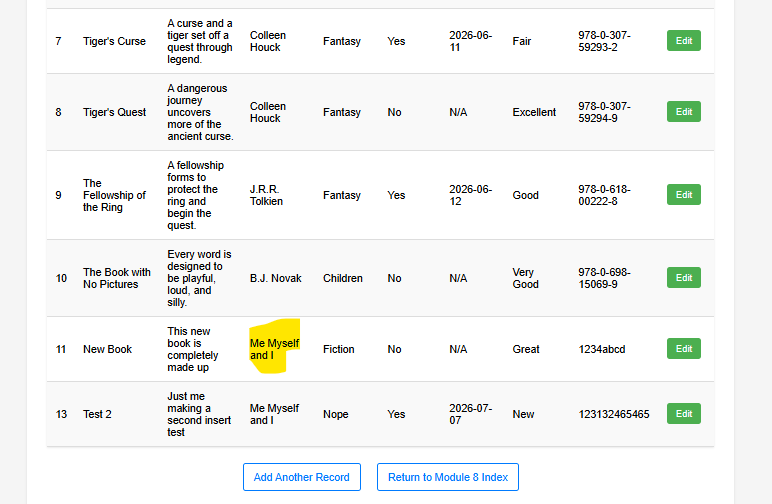 7 Tiger's Curse A curse and a tiger set off a quest through legend. Colleen Houck Fantasy Yes 2026-06-11 Fair 978-0-307-59293-2 Edit
8 Tiger's Quest A dangerous journey uncovers more of the ancient curse. Colleen Houck Fantasy No N/A Excellent 978-0-307-59294-9 Edit
9 The Fellowship of the Ring A fellowship forms to protect the ring and begin the quest. J.R.R. Tolkien Fantasy Yes 2026-06-12 Good 978-0-618-00222-8 Edit
10 The Book with No Pictures Every word is designed to be playful, loud, and silly. B.J. Novak Children No N/A Very Good 978-0-698-15069-9 Edit
11 New Book This new book is completely made up Me Myself and I Fiction No N/A Great 1234abcd Edit
13 Test 2 Just me making a second insert test Me Myself and I Nope Yes 2026-07-07 New 123132465465 Edit
Add Another Record Return to Module 8 Index